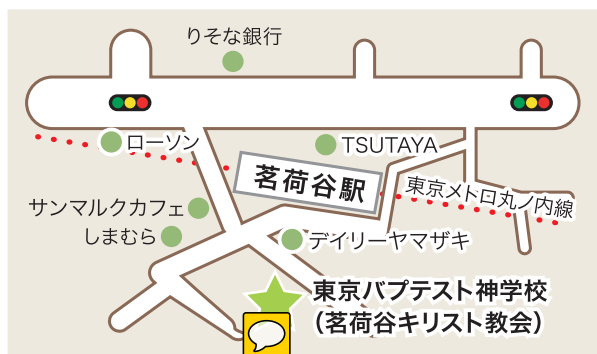 りそな銀行
ローソン
TSUTAYA
茗荷谷駅
東京メトロ丸ノ内線
サンマルクカフェ
しまむら
デイリーヤマザキ
東京バプテスト神学校
（茗荷谷キリスト教会）